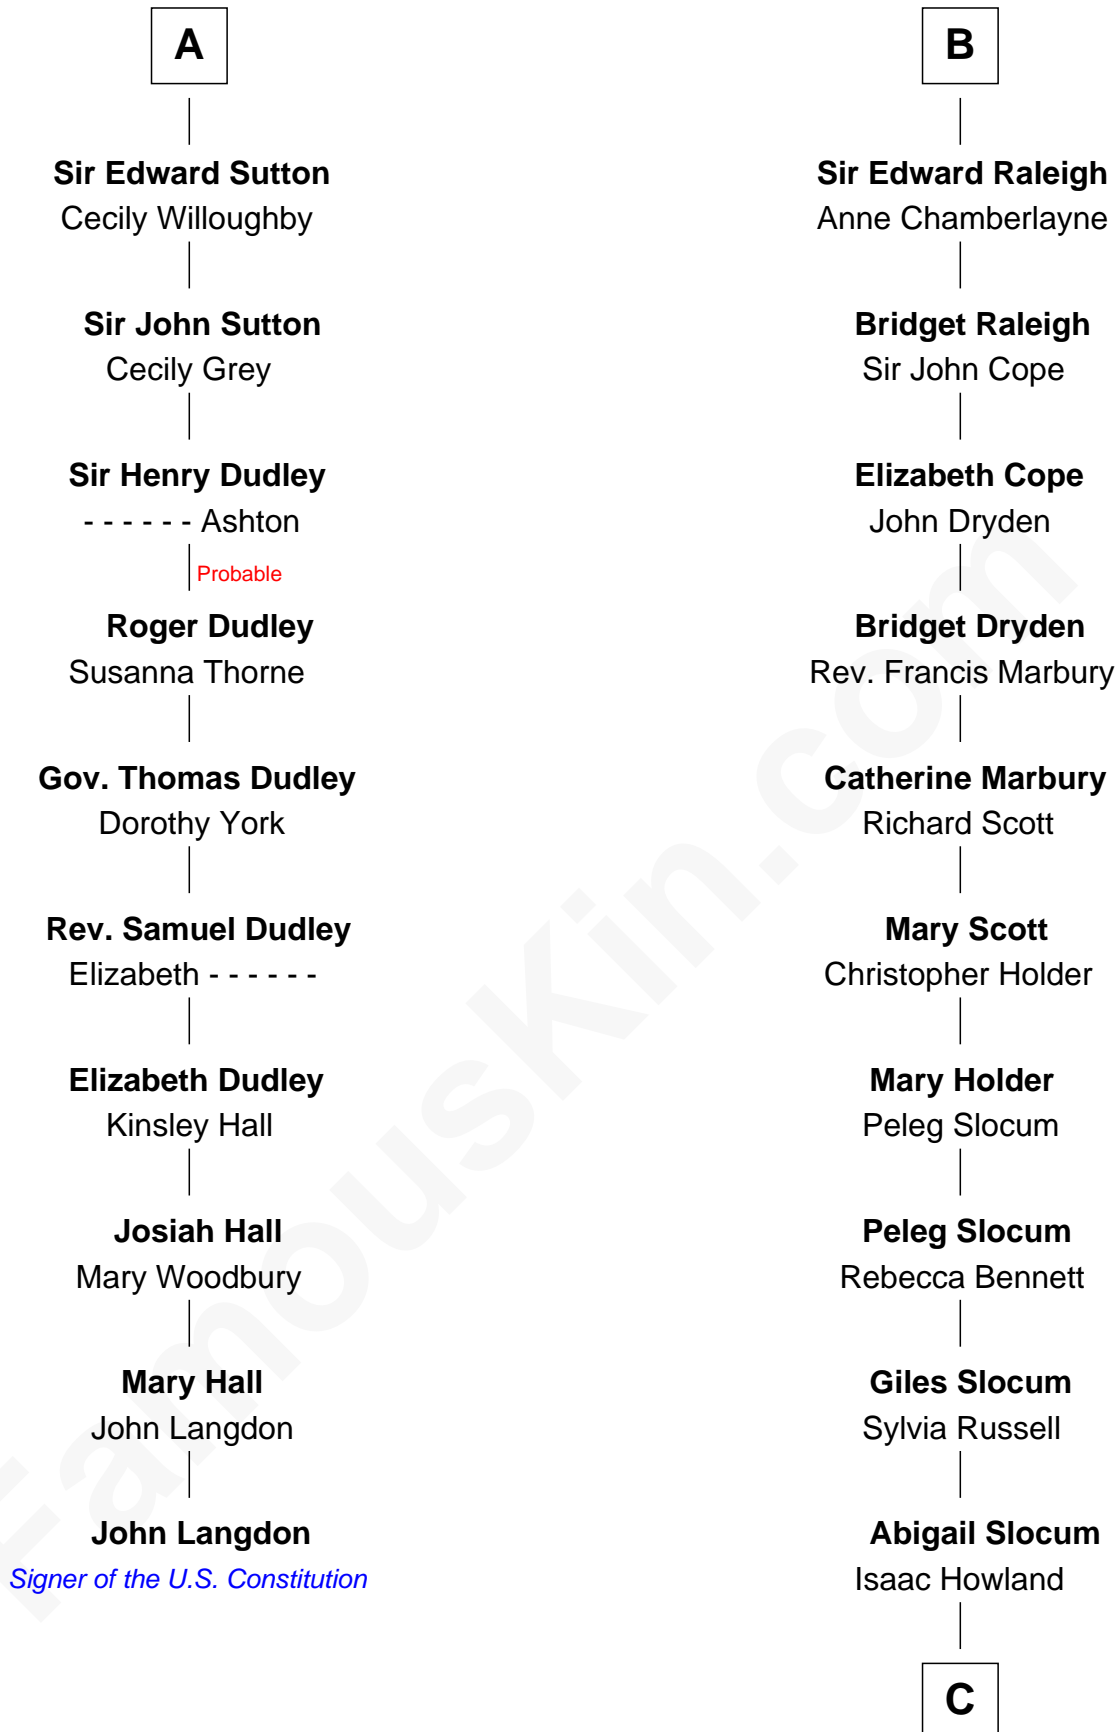 A
Sir Edward Sutton
Cecily Willoughby
Sir John Sutton
Cecily Grey
Sir Henry Dudley
- - - - - - Ashton
Probable
Roger Dudley
Susanna Thorne
Gov. Thomas Dudley
Dorothy York
Rev. Samuel Dudley
Elizabeth - - - - - -
Elizabeth Dudley
Kinsley Hall
Josiah Hall
Mary Woodbury
Mary Hall
John Langdon
John Langdon
Signer of the U.S. Constitution
B
Sir Edward Raleigh
Anne Chamberlayne
Bridget Raleigh
Sir John Cope
Elizabeth Cope
John Dryden
Bridget Dryden
Rev. Francis Marbury
Catherine Marbury
Richard Scott
Mary Scott
Christopher Holder
Mary Holder
Peleg Slocum
Peleg Slocum
Rebecca Bennett
Giles Slocum
Sylvia Russell
Abigail Slocum
Isaac Howland
C
FamousKin.com